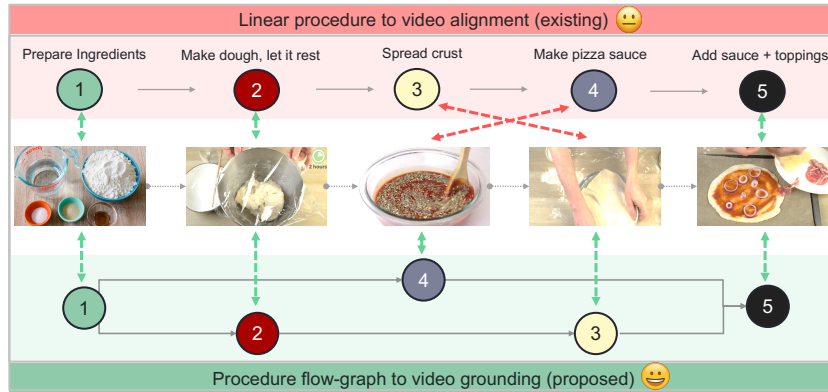 Linear procedure to video alignment (existing)
Prepare Ingredients
Make dough, let it rest
Spread crust
Make pizza sauce
Add sauce + toppings
1
2
3
4
5
2 hours
4
1
5
2
3
Procedure flow-graph to video grounding (proposed)